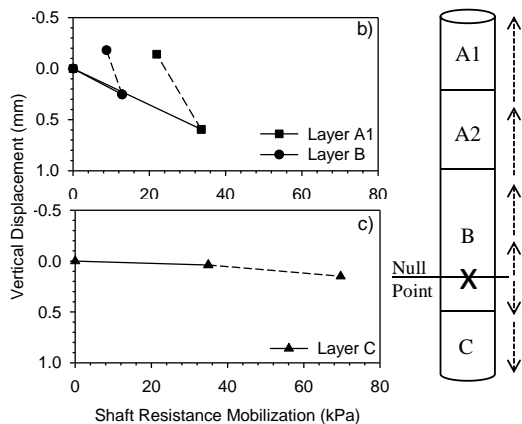 b)
-0.5
0.0
0.5
1.0
Layer A1
Layer B
0 20 40 60 80
c)
-0.5
0.0
0.5
1.0
Layer C
0 20 40 60 80
Vertical Displacement (mm)
Shaft Resistance Mobilization (kPa)
A1
A2
B
Null
Point
X
C